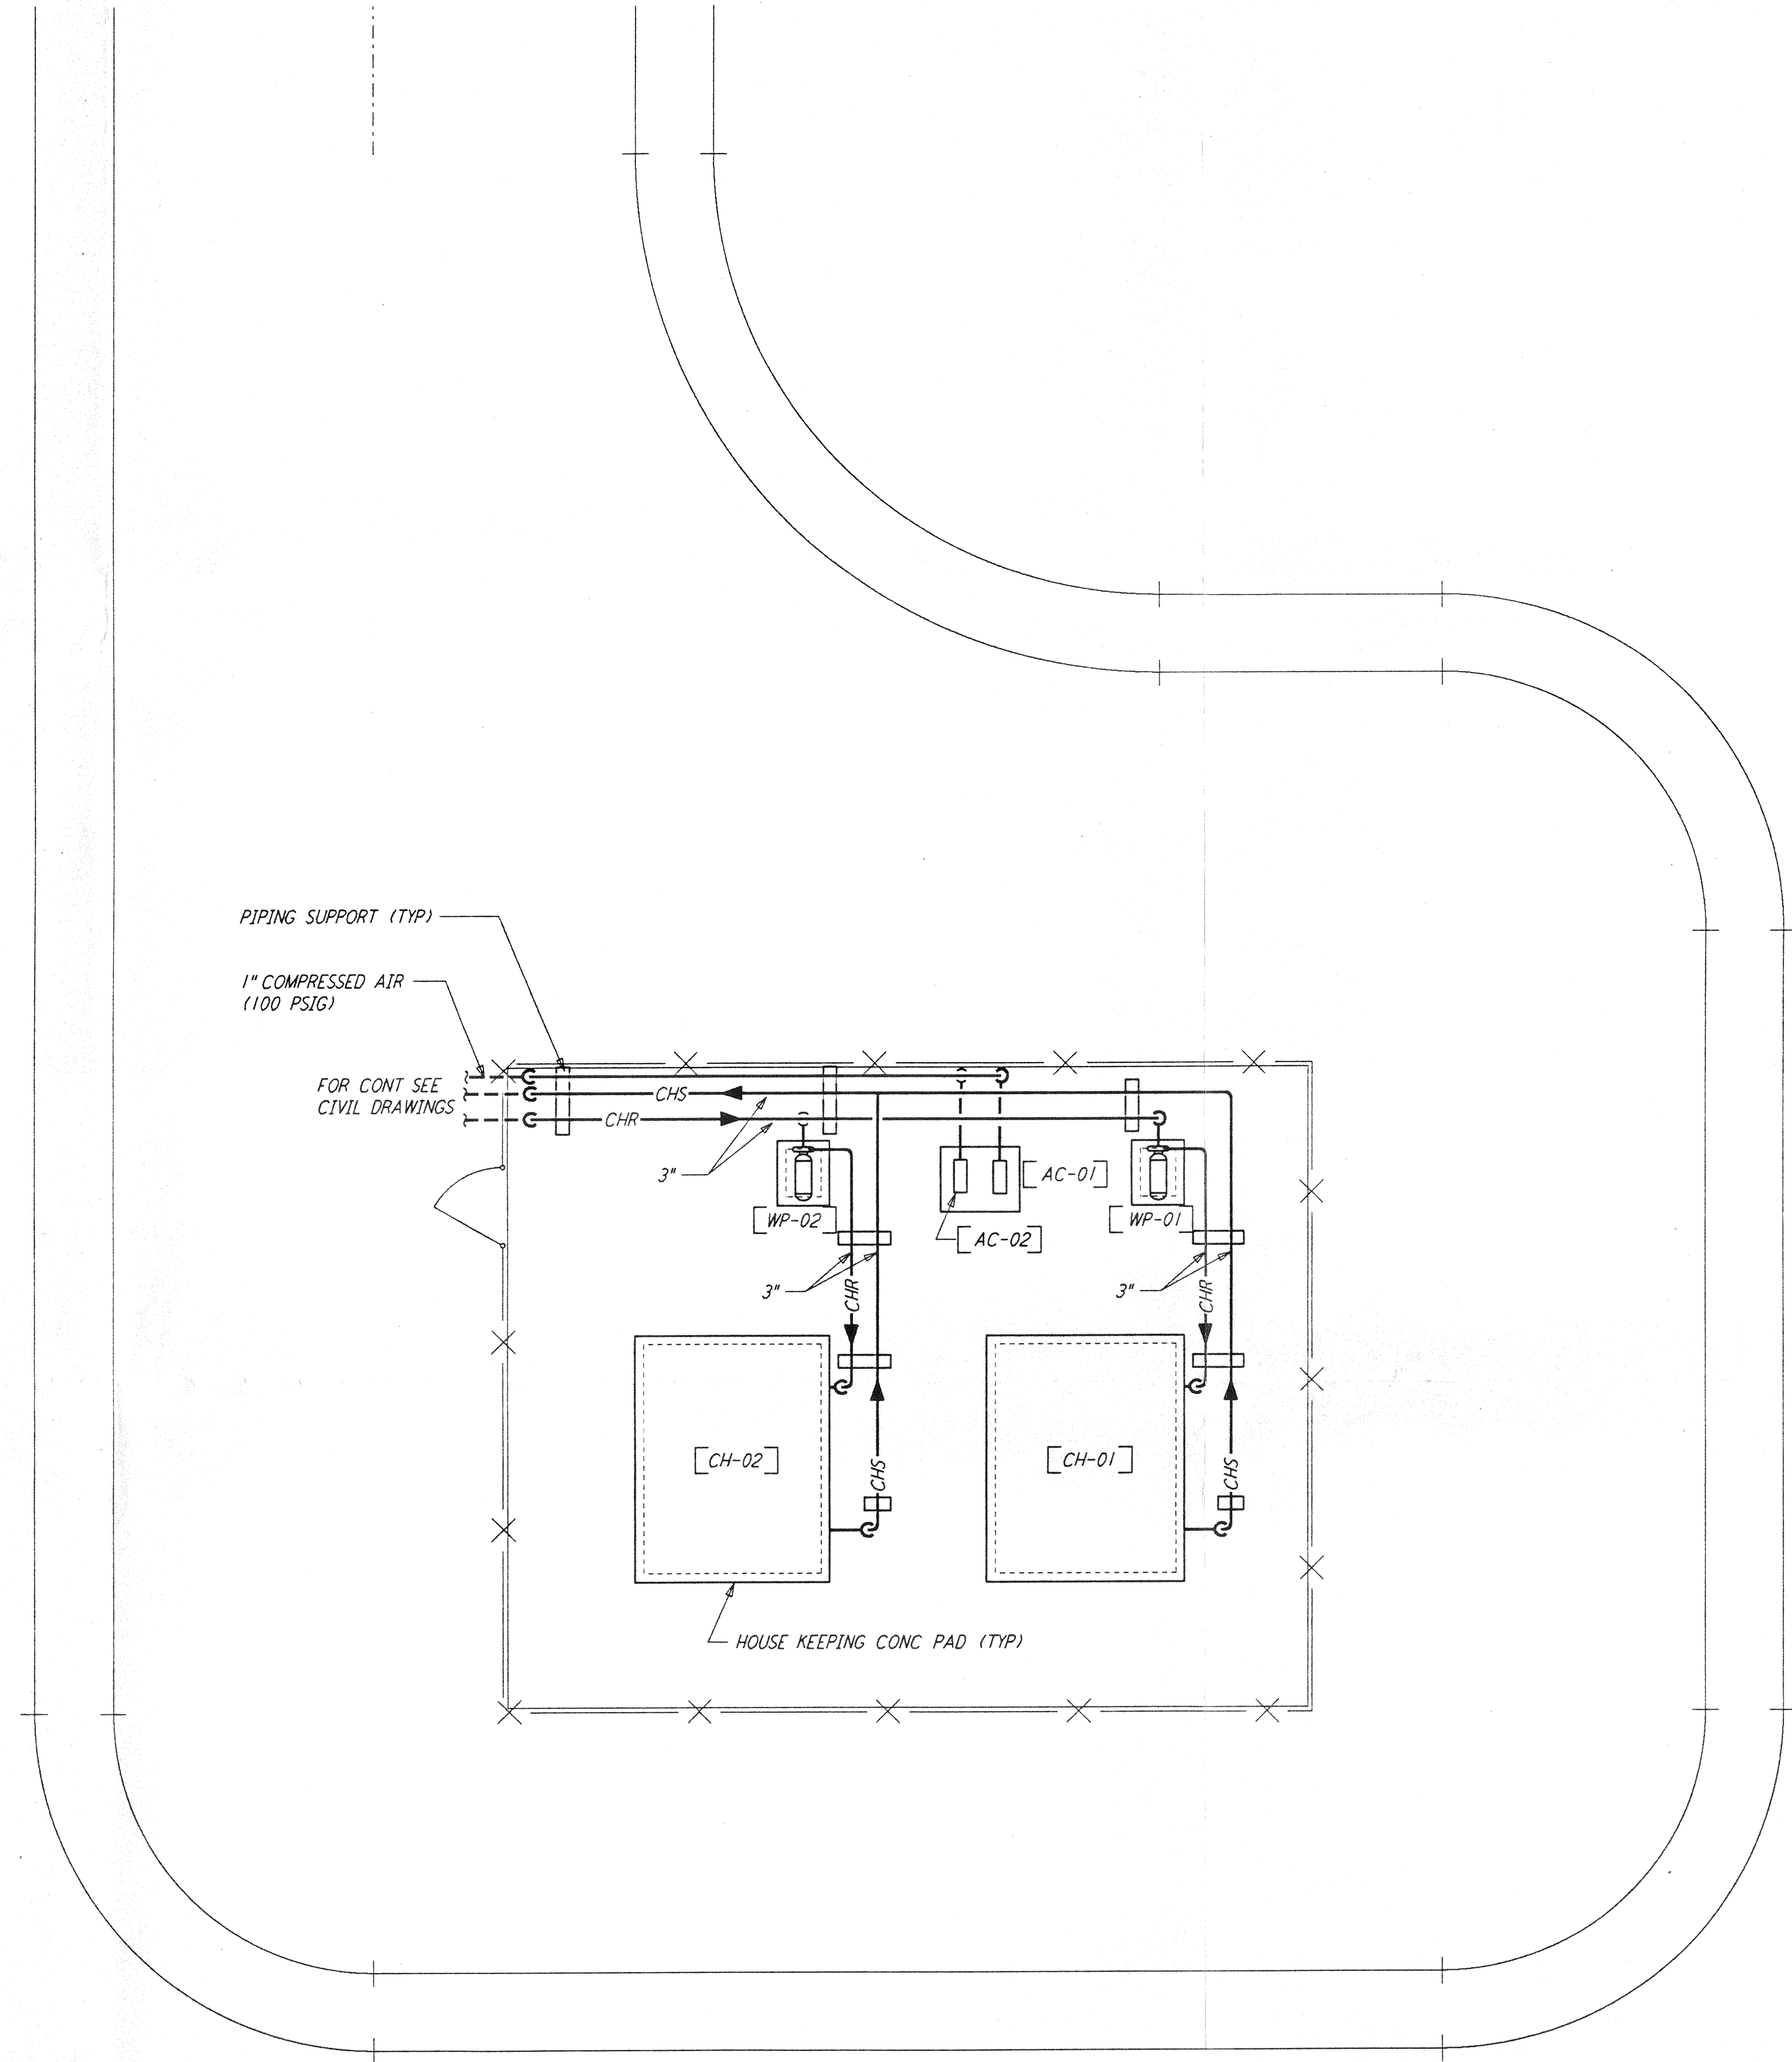 PIPING SUPPORT (TYP)
1" COMPRESSED AIR
(100 PSIG)
FOR CONT SEE
CIVIL DRAWINGS
CHS
CHR
3"
WP-02
AC-01
AC-02
WP-01
3"
CHR
3"
CHR
CH-02
CHS
CH-01
CHS
HOUSE KEEPING CONC PAD (TYP)